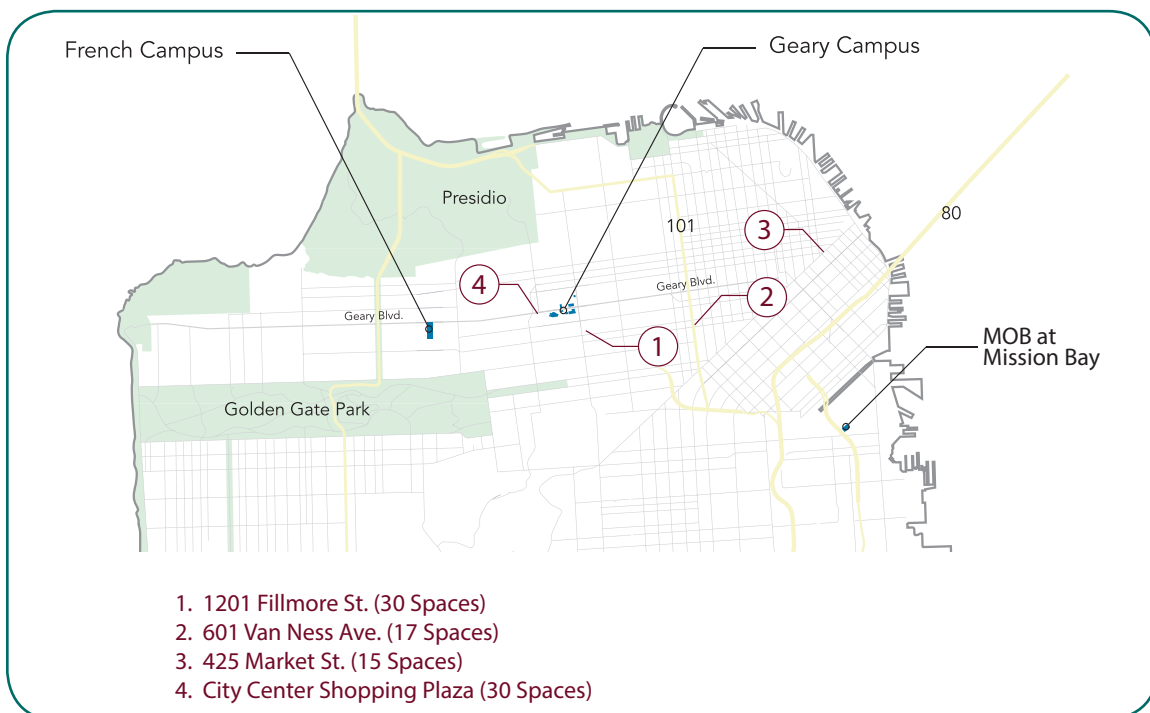 French Campus
Geary Campus
Presidio
101
80
3
4
Geary Blvd.
2
Geary Blvd.
1
MOB at
Mission Bay
Golden Gate Park
1. 1201 Fillmore St. (30 Spaces)
2. 601 Van Ness Ave. (17 Spaces)
3. 425 Market St. (15 Spaces)
4. City Center Shopping Plaza (30 Spaces)